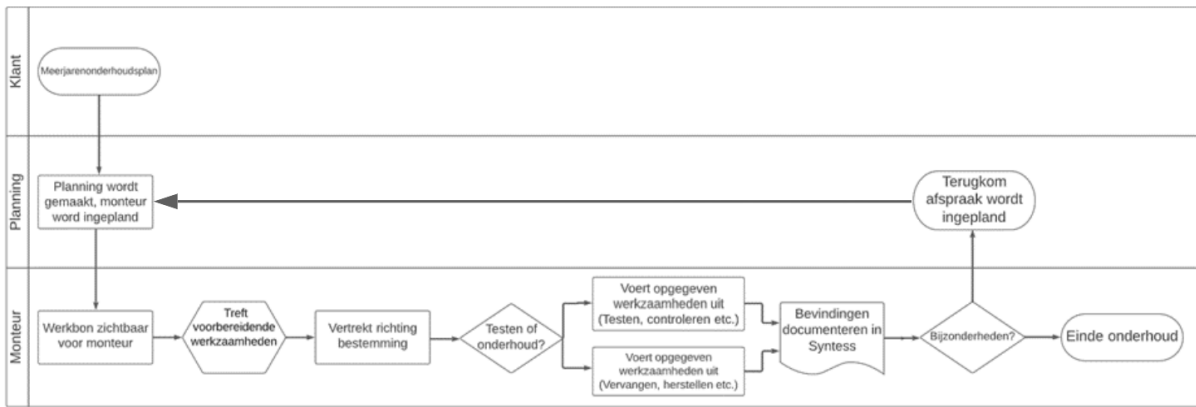 Klant
Meerjarenonderhoudsplan
Planning
Planning wordt
gemaakt, monteur
word ingepland
Terugkom
afspraak wordt
ingepland
Monteur
Werkbon zichtbaar
voor monteur
Treft
voorbereidende
werkzaamheden
Vertrekt richting
bestemming
Testen of
onderhoud?
Voert opgegeven
werkzaamheden uit
(Testen, controleren etc.)
Voert opgegeven
werkzaamheden uit
(Vervangen, herstellen etc.)
Bevindingen
documenteren in
Syntess
Bijzonderheden?
Einde onderhoud